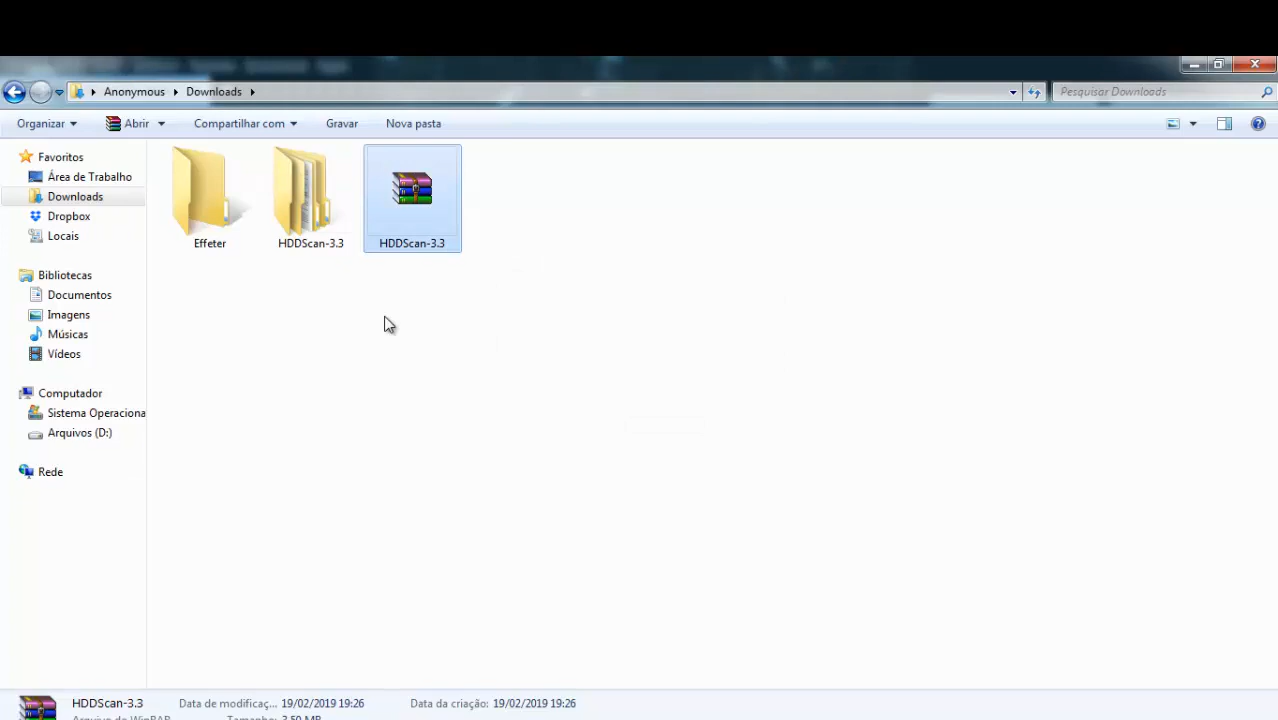 Anonymous Downloads Pesquisar Downloads
Organizar Abrir Compartilhar com Gravar Nova pasta
Favoritos
Área de Trabalho
Downloads
Dropbox
Locais
Bibliotecas
Documentos
Imagens
Músicas
Vídeos
Computador
Sistema Operaciona
Arquivos (D:)
Rede
Effeter HDDScan-3.3 HDDScan-3.3
HDDScan-3.3 Data de modificaç... 19/02/2019 19:26 Data da criação: 19/02/2019 19:26
Arquivo do WinRAR Tamanho: 3,50 MB